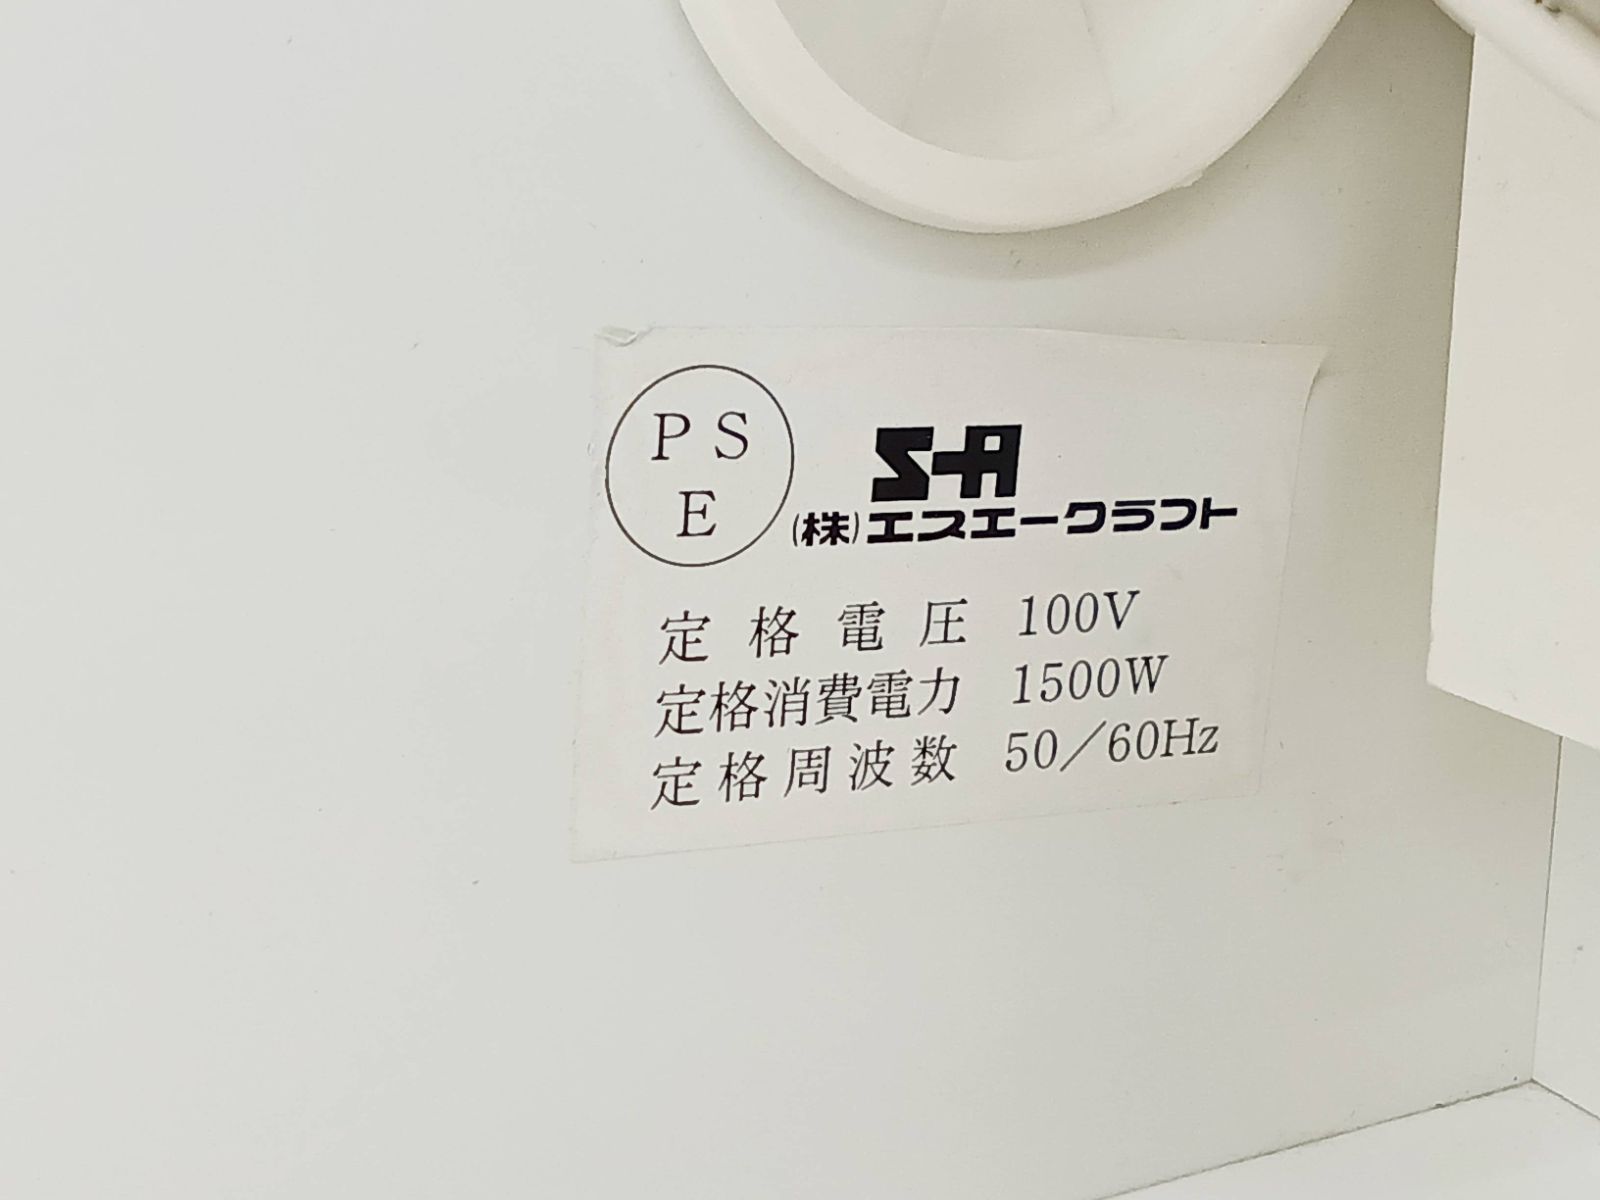 PS
E
SA
(株)エスエークラフト
定格電圧 100V
定格消費電力 1500W
定格周波数 50/60Hz